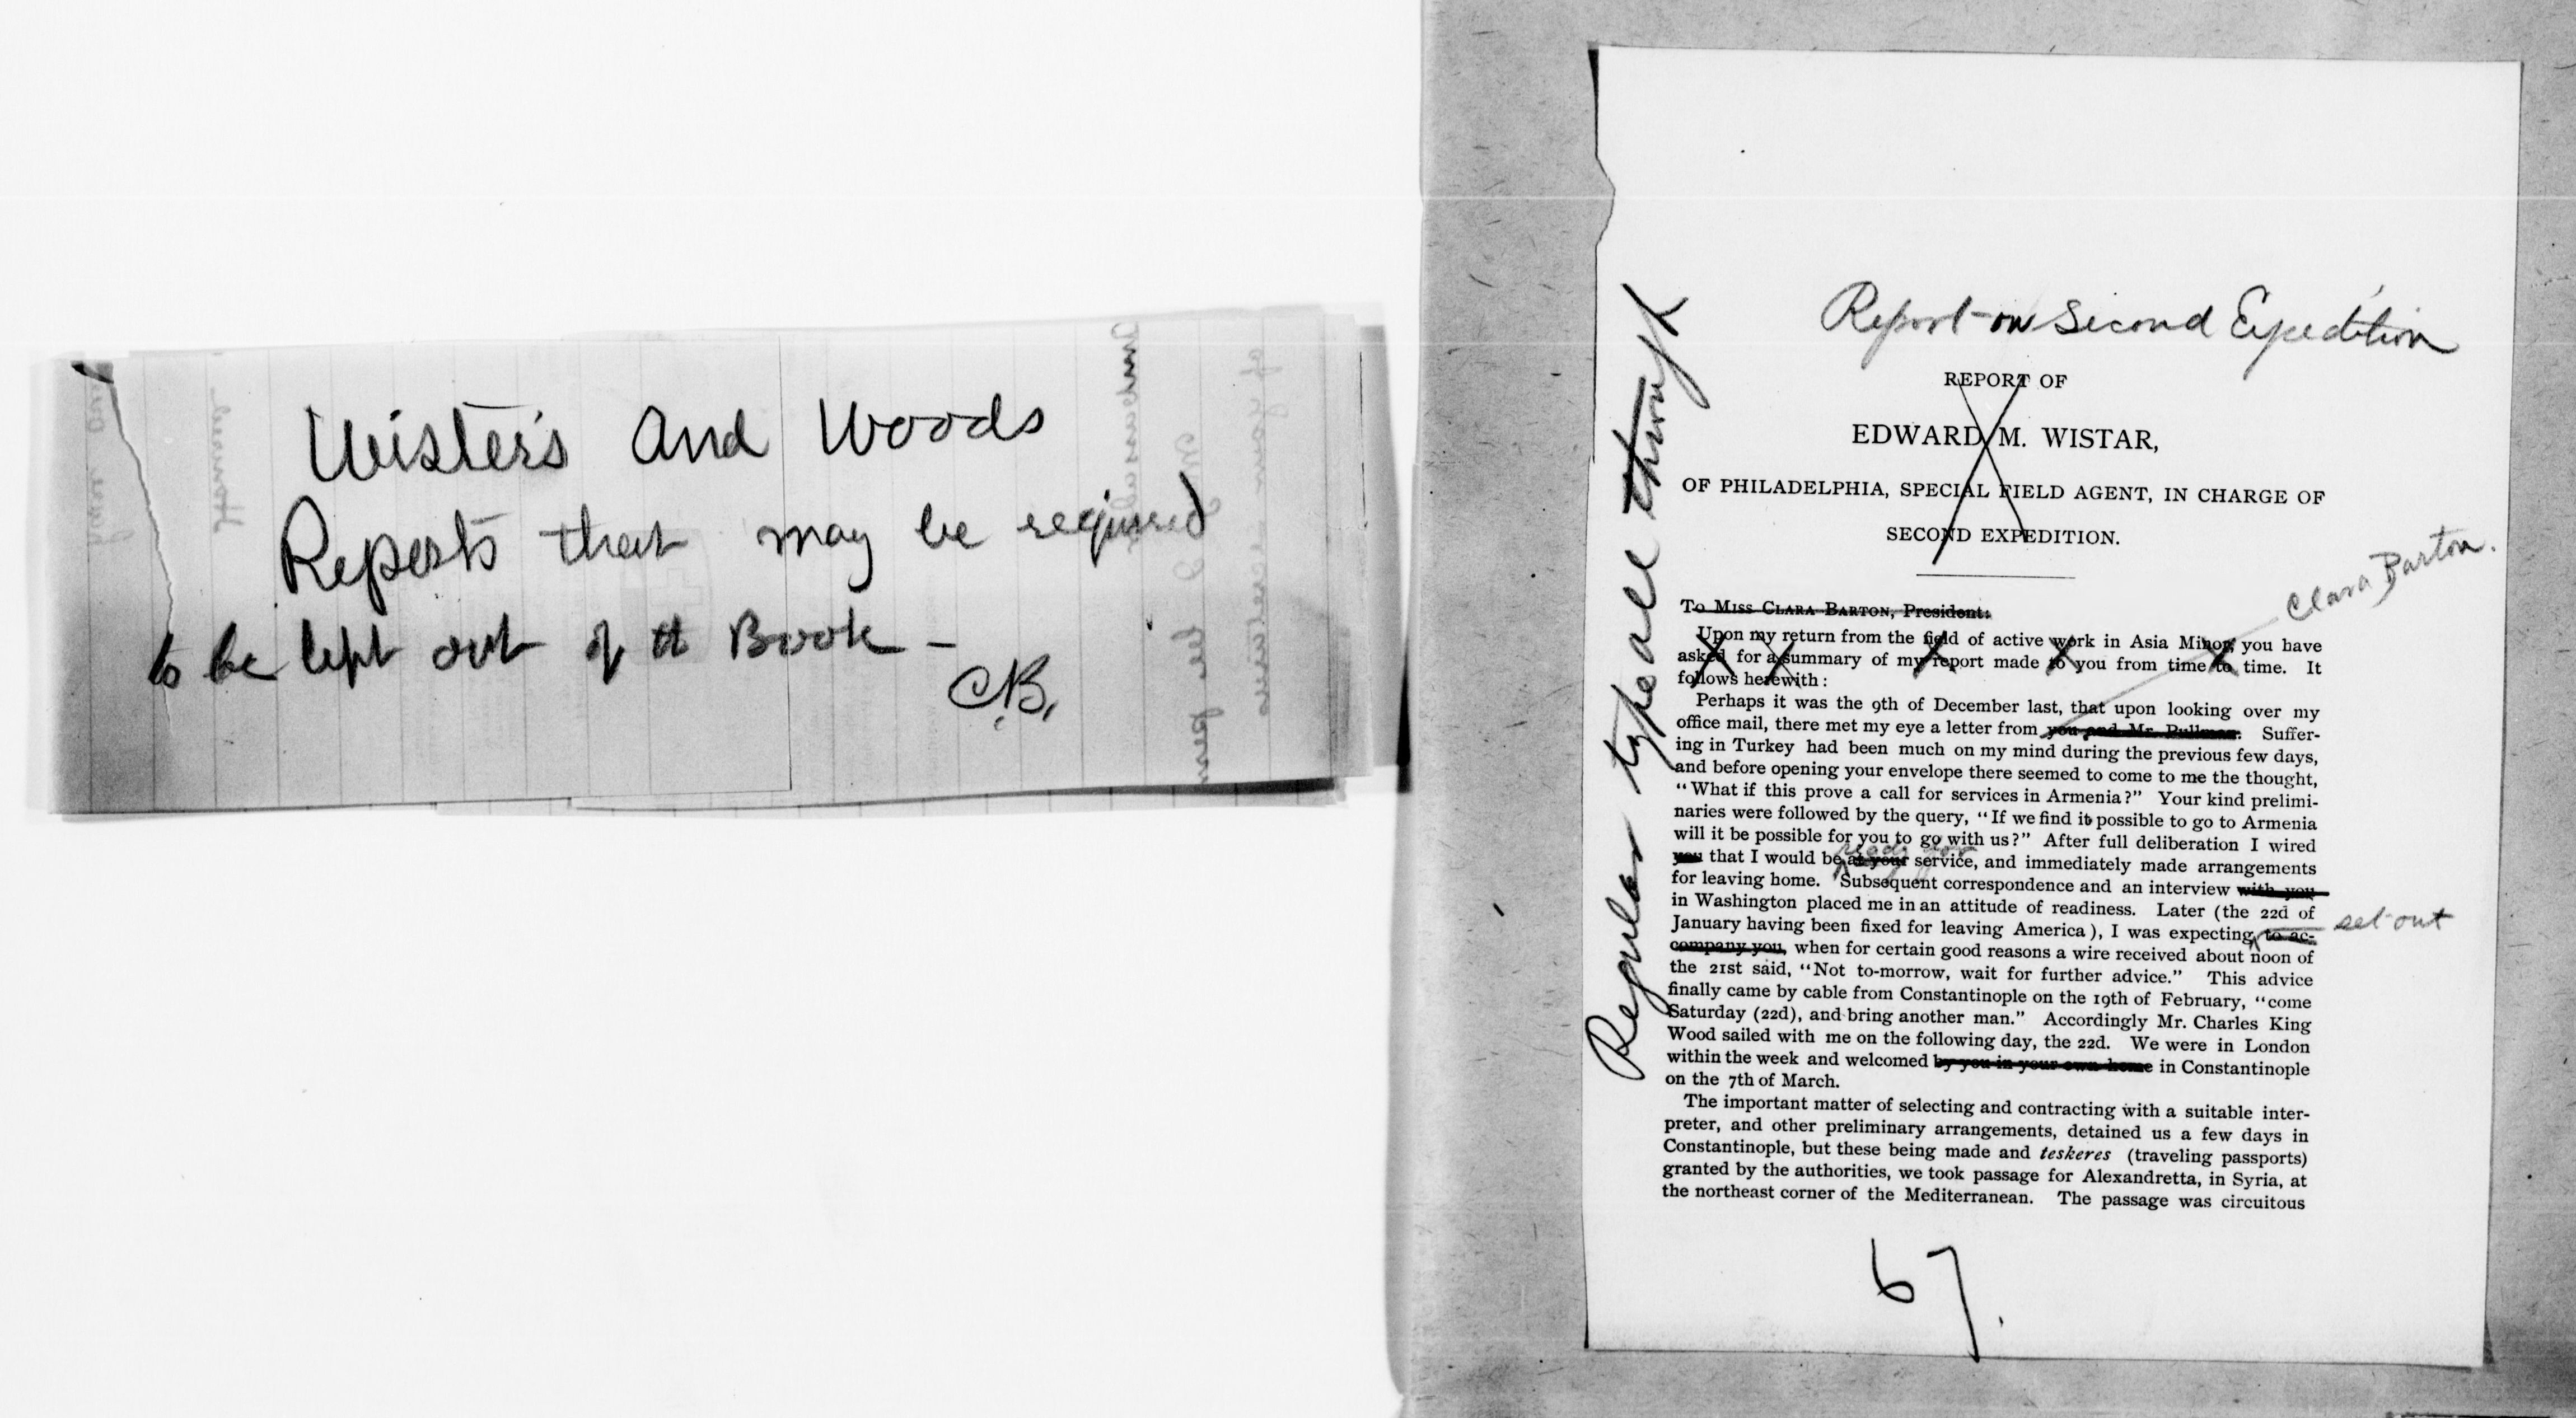 Wister's and Woods
Reports that may be required
to be left out of th Book -
C.B.
Regular type all through
Report on Second Expedition
REPORT OF
EDWARD M. WISTAR,
OF PHILADELPHIA, SPECIAL FIELD AGENT, IN CHARGE OF
SECOND EXPEDITION.
Clara Barton.
To Miss Clara Barton, President:
Upon my return from the field of active work in Asia Minor, you have
asked for a summary of my report made to you from time to time. It
follows herewith:
Perhaps it was the 9th of December last, that upon looking over my
office mail, there met my eye a letter from you and Mr. Pullman. Suffer-
ing in Turkey had been much on my mind during the previous few days,
and before opening your envelope there seemed to come to me the thought,
"What if this prove a call for services in Armenia?" Your kind prelimi-
naries were followed by the query, "If we find it possible to go to Armenia
will it be possible for you to go with us?" After full deliberation I wired
ready for
you that I would be at your service, and immediately made arrangements
for leaving home. Subsequent correspondence and an interview with you
in Washington placed me in an attitude of readiness. Later (the 22d of
January having been fixed for leaving America), I was expecting to ac-
set out
company you, when for certain good reasons a wire received about noon of
the 21st said, "Not to-morrow, wait for further advice." This advice
finally came by cable from Constantinople on the 19th of February, "come
Saturday (22d), and bring another man." Accordingly Mr. Charles King
Wood sailed with me on the following day, the 22d. We were in London
within the week and welcomed by you in your own home in Constantinople
on the 7th of March.
The important matter of selecting and contracting with a suitable inter-
preter, and other preliminary arrangements, detained us a few days in
Constantinople, but these being made and teskeres (traveling passports)
granted by the authorities, we took passage for Alexandretta, in Syria, at
the northeast corner of the Mediterranean. The passage was circuitous
67.